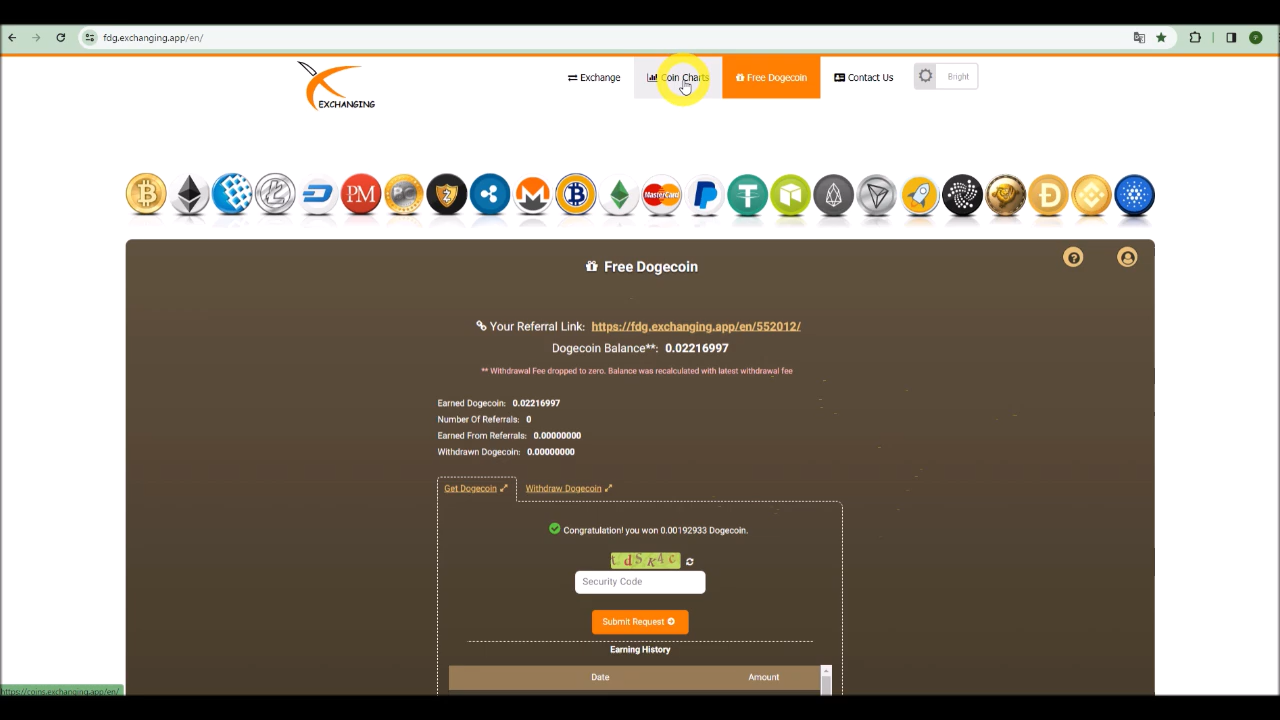 fdg.exchanging.app/en/
EXCHANGING
Exchange
Coin Charts
Free Dogecoin
Contact Us
Bright
PM
MasterCard
Free Dogecoin
Your Referral Link: https://fdg.exchanging.app/en/552012/
Dogecoin Balance**: 0.02216997
** Withdrawal Fee dropped to zero. Balance was recalculated with latest withdrawal fee
Earned Dogecoin: 0.02216997
Number Of Referrals: 0
Earned From Referrals: 0.00000000
Withdrawn Dogecoin: 0.00000000
Get Dogecoin
Withdraw Dogecoin
Congratulation! you won 0.00192933 Dogecoin.
tdSK4c
Security Code
Submit Request
Earning History
Date
Amount
https://coins.exchanging.app/en/